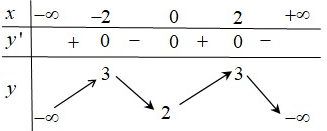 x −∞ −2 0 2 +∞
y' + 0 − 0 + 0 −
3 3
y
−∞ 2 −∞